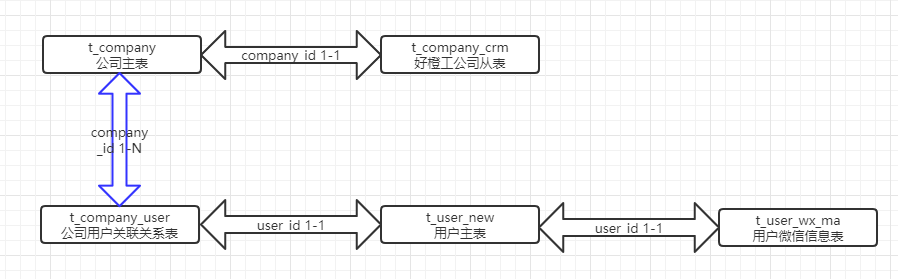 t_company
公司主表
company_id 1-1
t_company_crm
好橙工公司从表
company
_id 1-N
t_company_user
公司用户关联关系表
user_id 1-1
t_user_new
用户主表
user_id 1-1
t_user_wx_ma
用户微信信息表